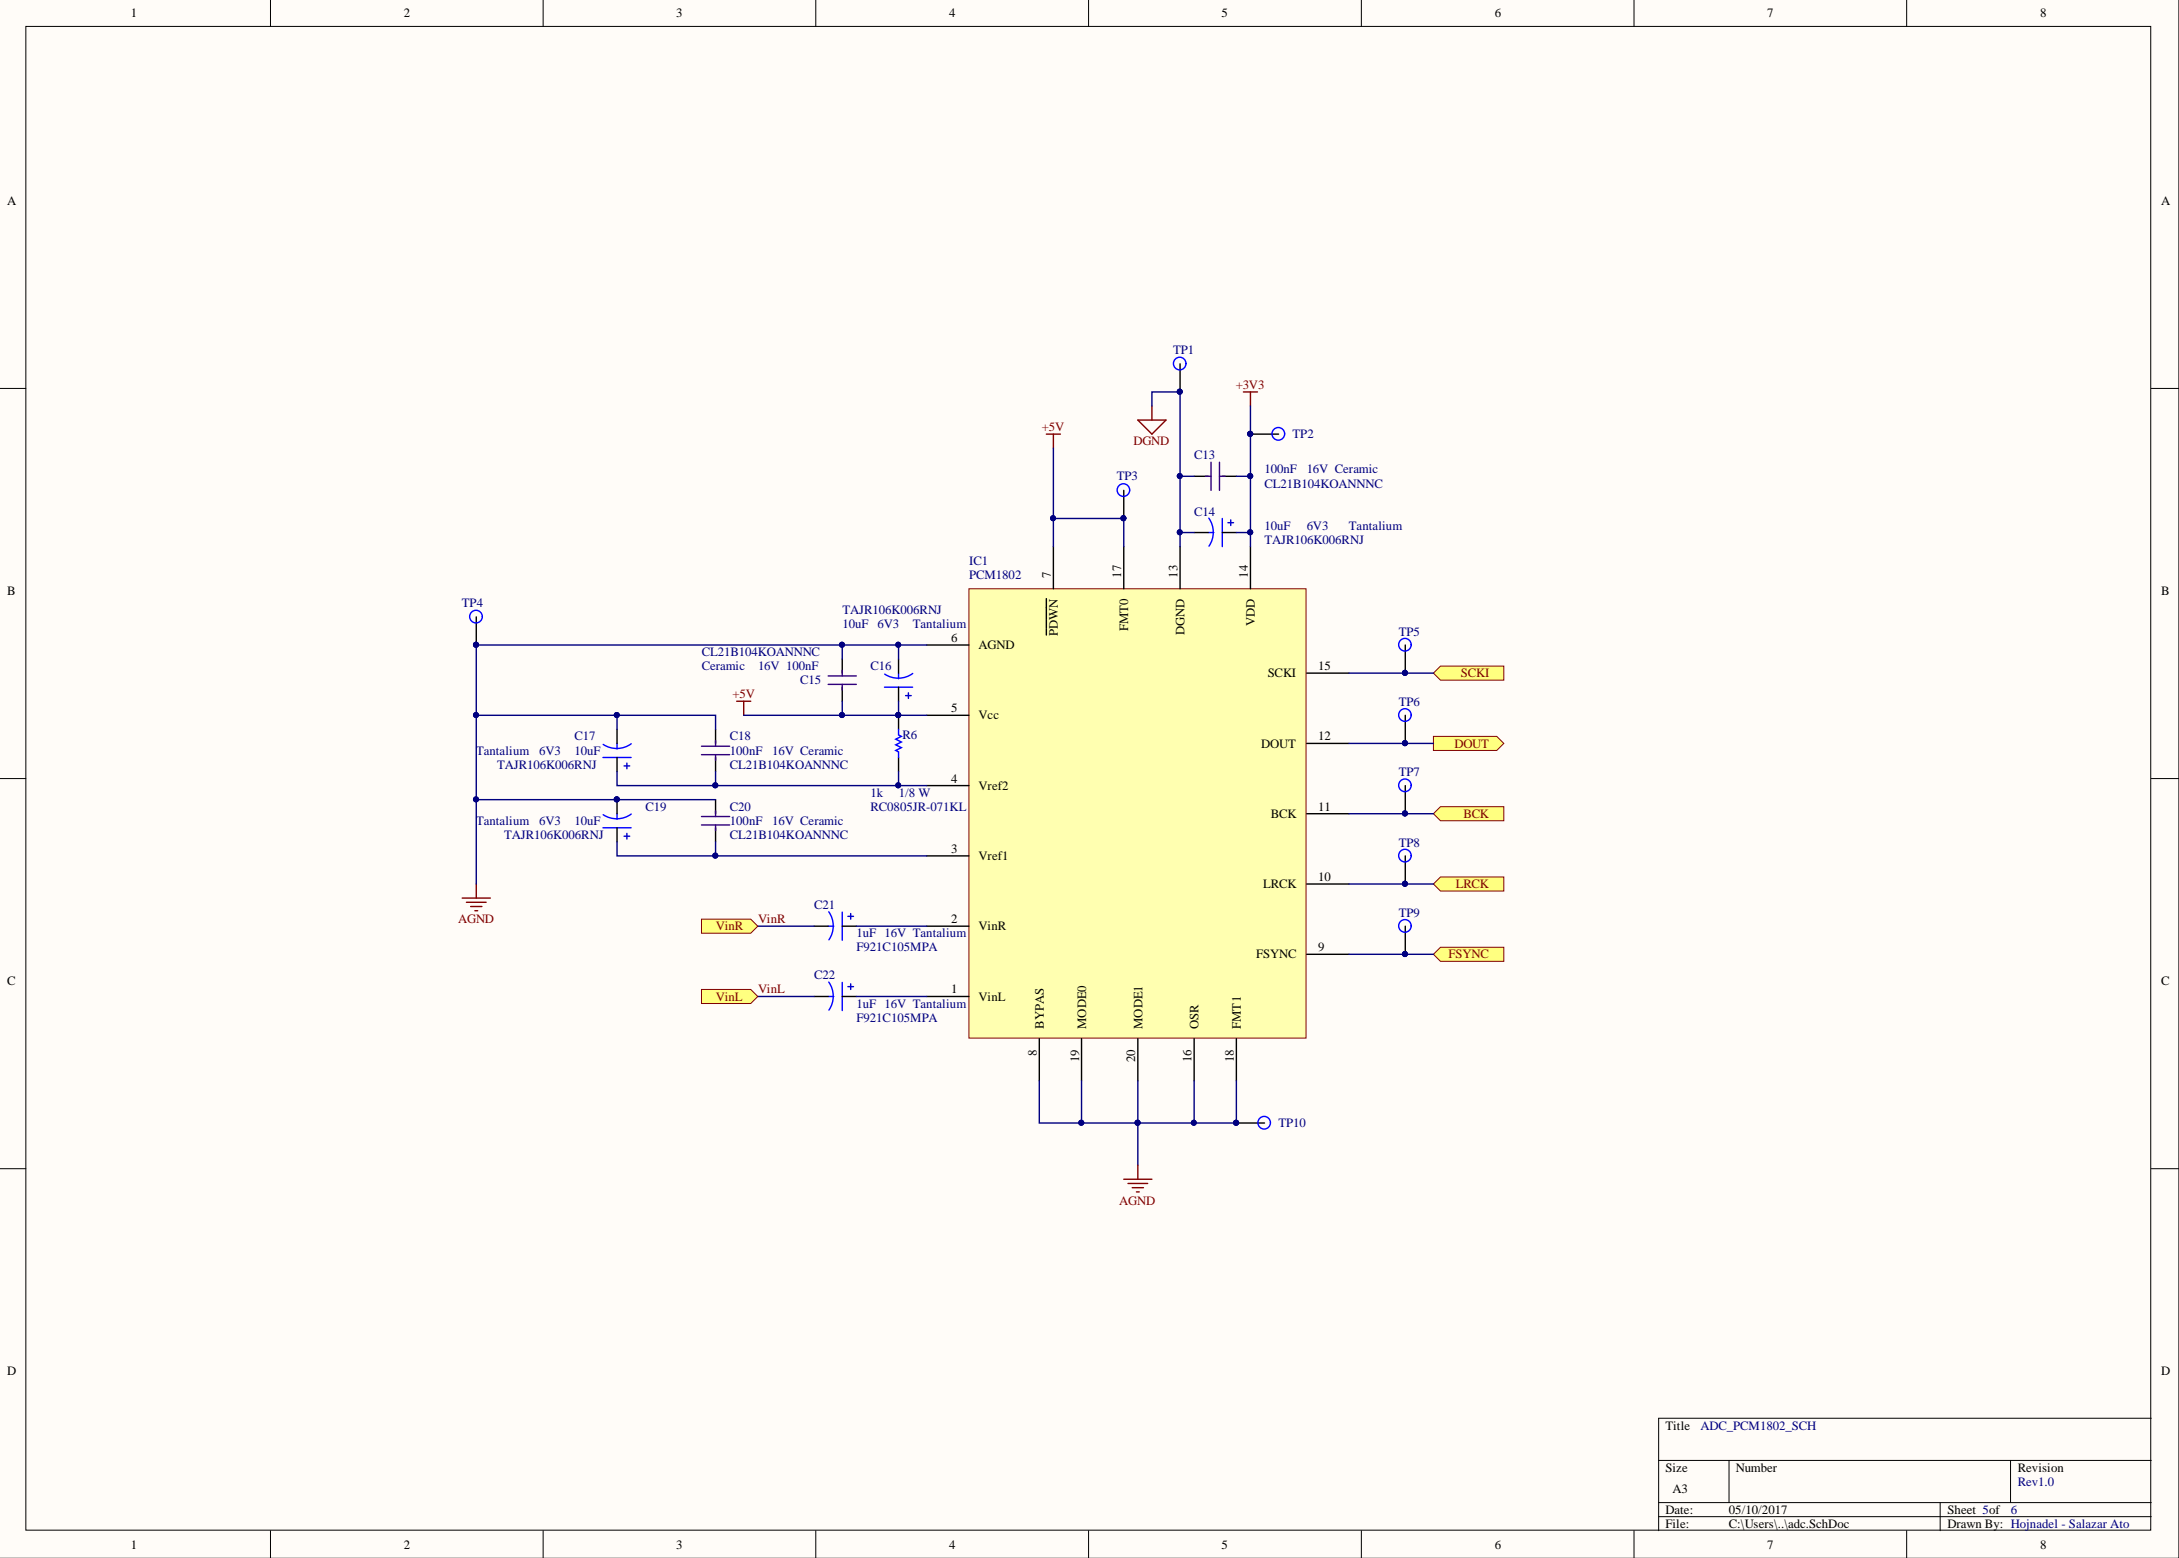 1 2 3 4 5 6 7 8
A A
TP1
+3V3
+5V
TP2
DGND
C13
100nF 16V Ceramic
CL21B104KOANNNC
TP3
C14
10uF 6V3 Tantalium
TAJR106K006RNJ
IC1
PCM1802
7 17 13 14
B B
PDWN FMT0 DGND VDD
TP4
TAJR106K006RNJ
10uF 6V3 Tantalium
6 AGND
CL21B104KOANNNC
Ceramic 16V 100nF
C15
C16
+5V
5 Vcc
R6
C17
Tantalium 6V3 10uF
TAJR106K006RNJ
C18
100nF 16V Ceramic
CL21B104KOANNNC
4 Vref2
1k 1/8 W
RC0805JR-071KL
C19
Tantalium 6V3 10uF
TAJR106K006RNJ
C20
100nF 16V Ceramic
CL21B104KOANNNC
3 Vref1
AGND
VinR VinR
C21
1uF 16V Tantalium
F921C105MPA
2 VinR
VinL VinL
C22
1uF 16V Tantalium
F921C105MPA
1 VinL
TP5
SCKI 15 SCKI
TP6
DOUT 12 DOUT
TP7
BCK 11 BCK
TP8
LRCK 10 LRCK
TP9
FSYNC 9 FSYNC
C C
BYPAS MODE0 MODE1 OSR FMT1
8 19 20 16 18
TP10
AGND
D D
Title ADC_PCM1802_SCH
Size Number Revision
A3 Rev1.0
Date: 05/10/2017 Sheet 5of 6
File: C:\Users\..\adc.SchDoc Drawn By: Hojnadel - Salazar Ato
1 2 3 4 5 6 7 8